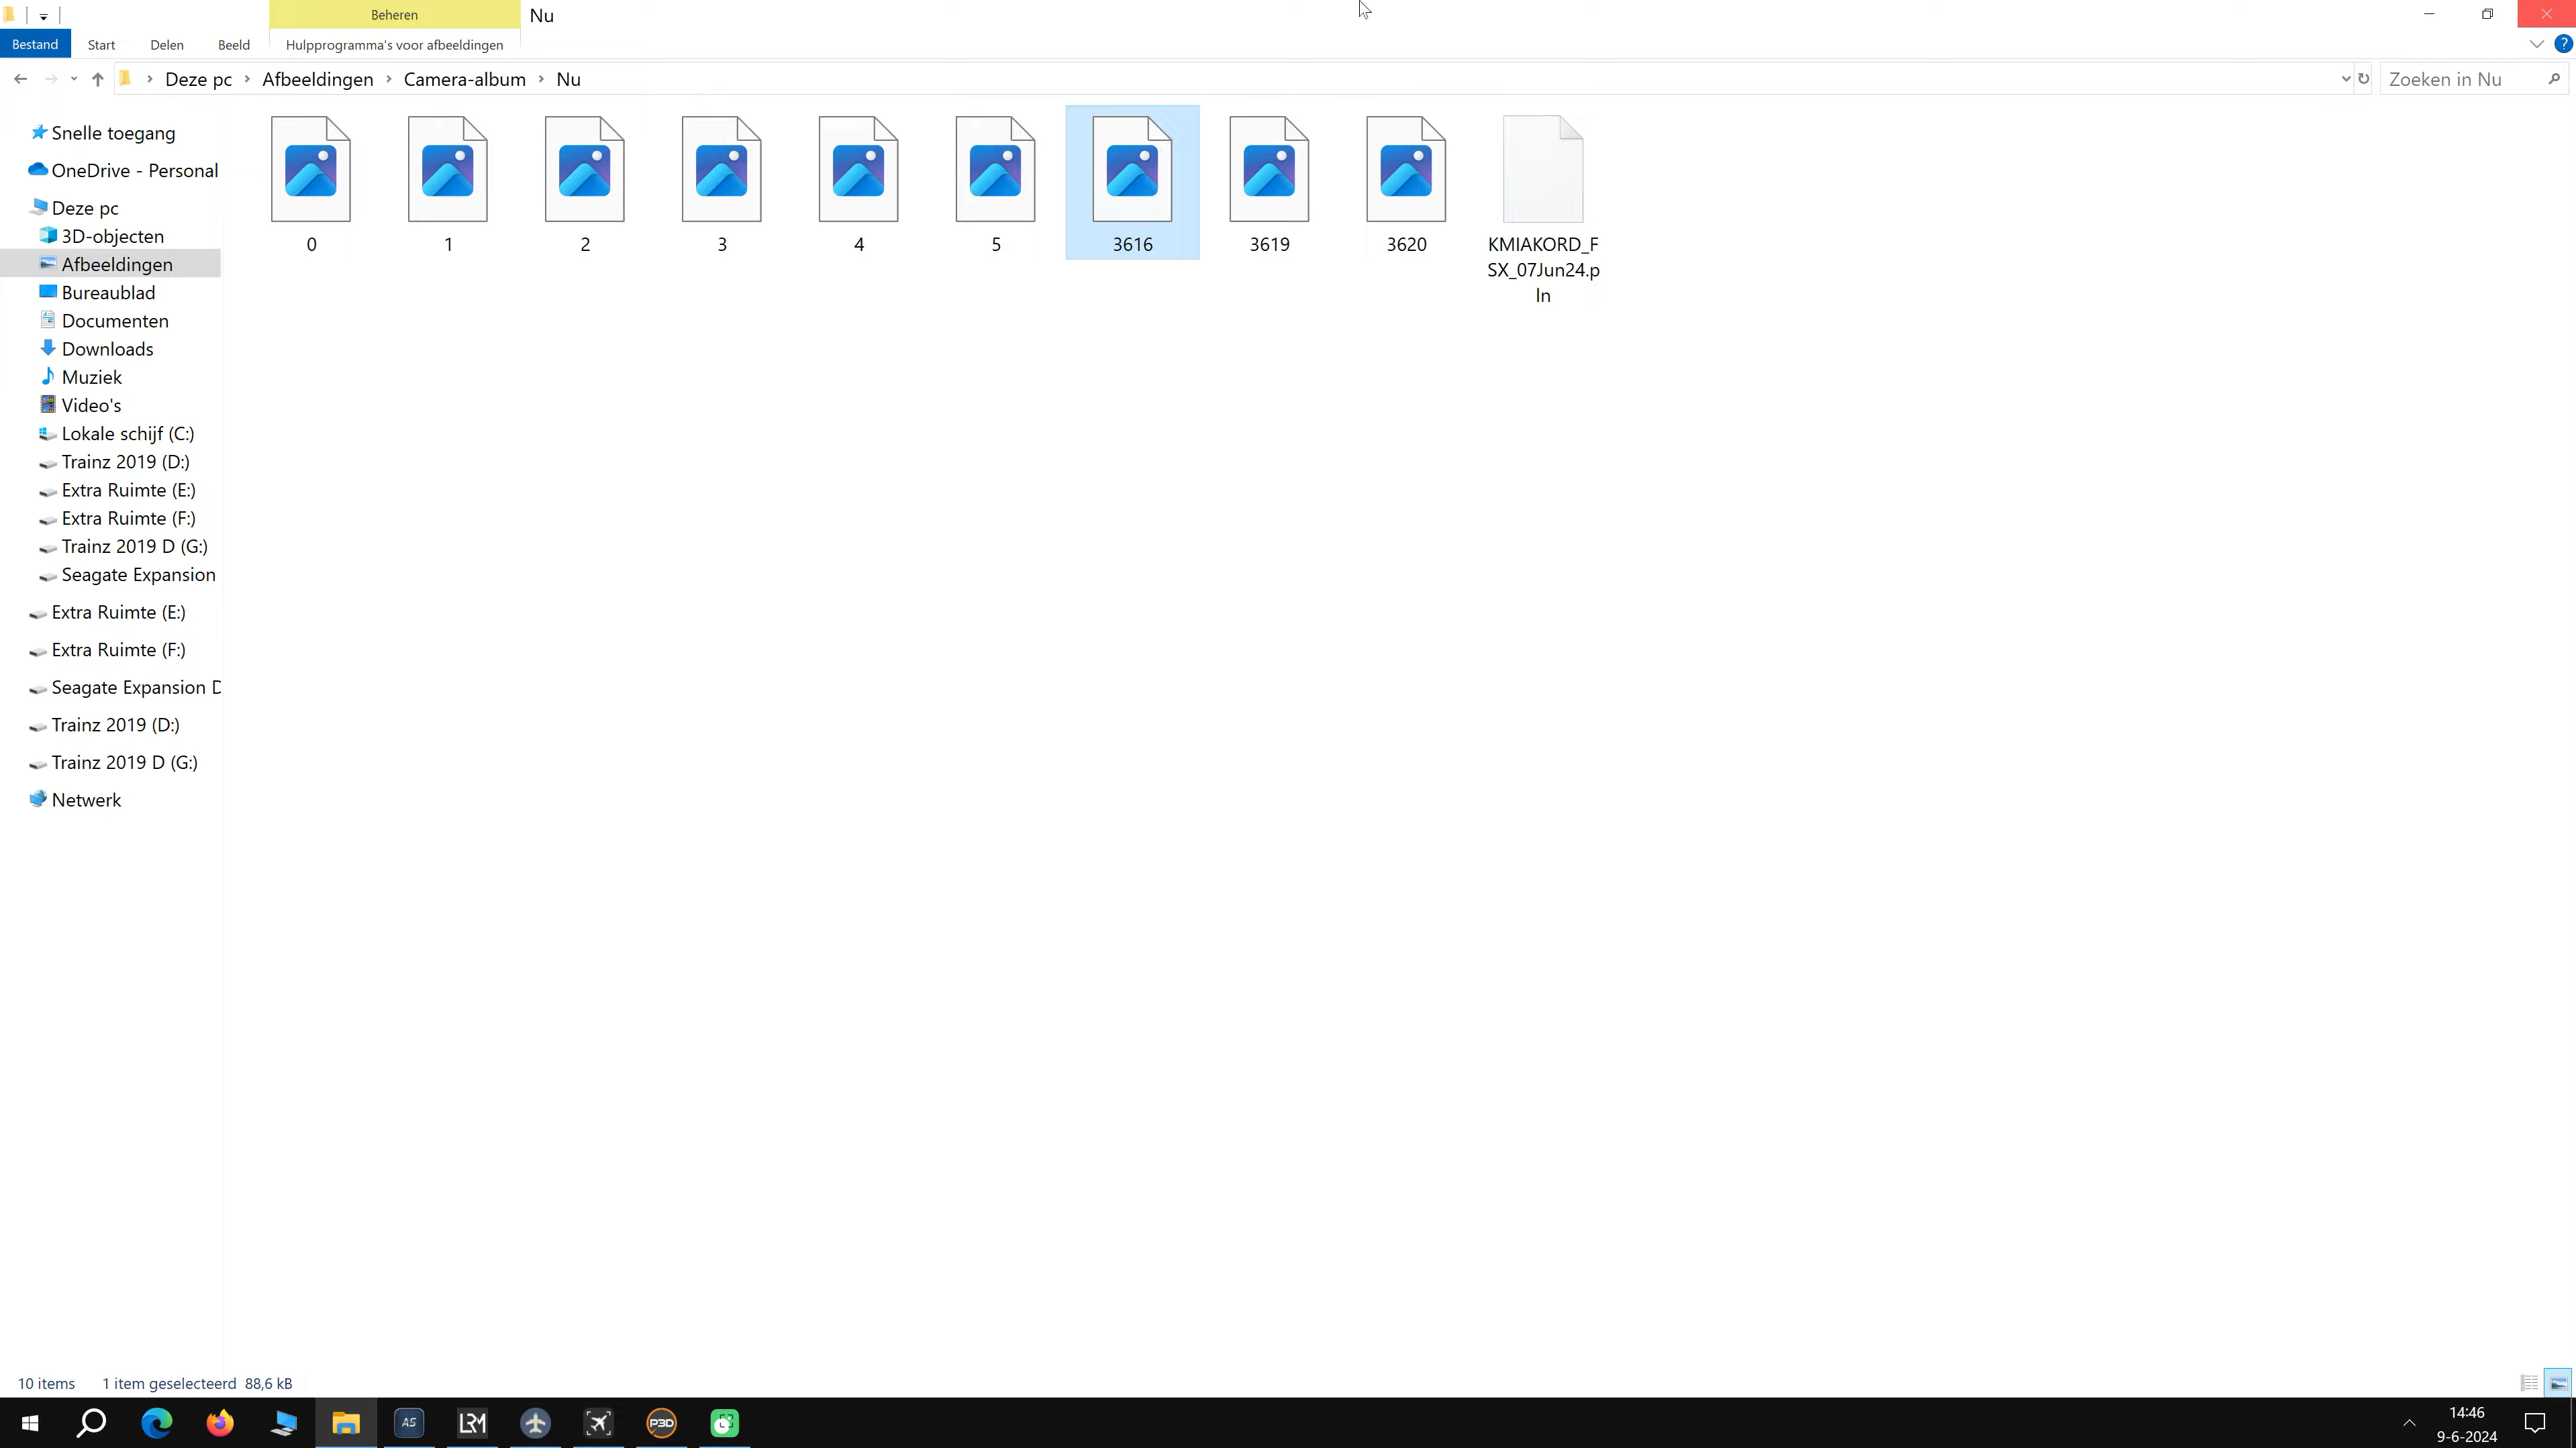 Beheren
Nu
Bestand
Start
Delen
Beeld
Hulpprogramma's voor afbeeldingen
?
Deze pc
Afbeeldingen
Camera-album
Nu
Zoeken in Nu
Snelle toegang
OneDrive - Personal
Deze pc
3D-objecten
Afbeeldingen
Bureaublad
Documenten
Downloads
Muziek
Video's
Lokale schijf (C:)
Trainz 2019 (D:)
Extra Ruimte (E:)
Extra Ruimte (F:)
Trainz 2019 D (G:)
Seagate Expansion
Extra Ruimte (E:)
Extra Ruimte (F:)
Seagate Expansion D
Trainz 2019 (D:)
Trainz 2019 D (G:)
Netwerk
0
1
2
3
4
5
3616
3619
3620
KMIAKORD_F
SX_07Jun24.p
ln
10 items
1 item geselecteerd 88,6 kB
AS
LRM
P3D
14:46
9-6-2024